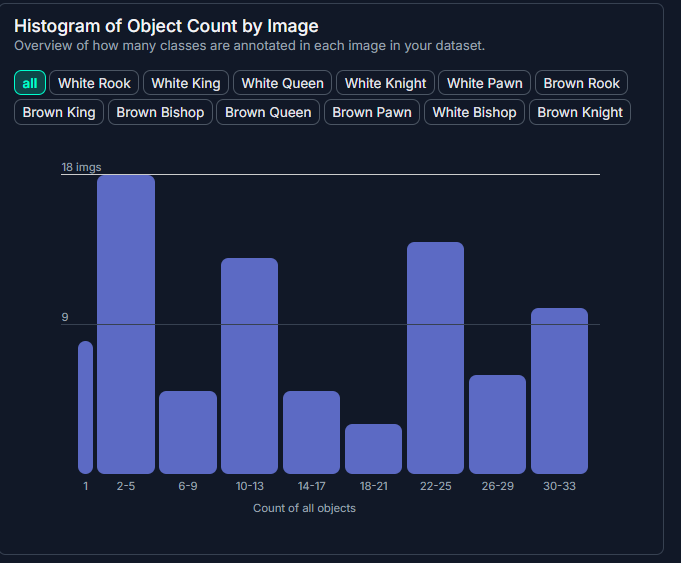 Histogram of Object Count by Image
Overview of how many classes are annotated in each image in your dataset.
all White Rook White King White Queen White Knight White Pawn Brown Rook
Brown King Brown Bishop Brown Queen Brown Pawn White Bishop Brown Knight
18 imgs
9
1 2-5 6-9 10-13 14-17 18-21 22-25 26-29 30-33
Count of all objects